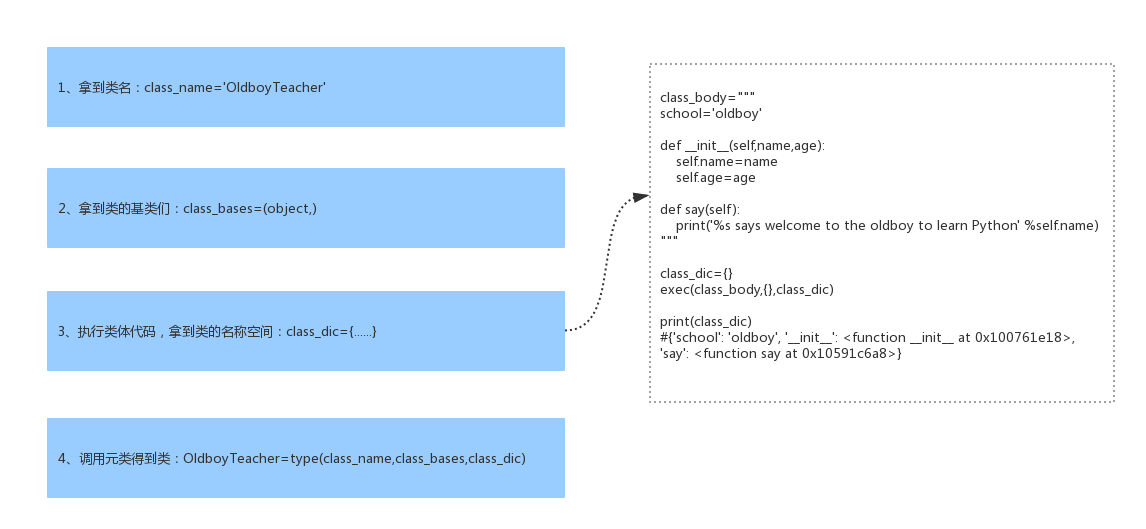 1、拿到类名：class_name='OldboyTeacher'
2、拿到类的基类们：class_bases=(object,)
3、执行类体代码，拿到类的名称空间：class_dic={......}
4、调用元类得到类：OldboyTeacher=type(class_name,class_bases,class_dic)
class_body="""
school='oldboy'
def __init__(self,name,age):
    self.name=name
    self.age=age
def say(self):
    print('%s says welcome to the oldboy to learn Python' %self.name)
"""
class_dic={}
exec(class_body,{},class_dic)
print(class_dic)
#{'school': 'oldboy', '__init__': <function __init__ at 0x100761e18>,
'say': <function say at 0x10591c6a8>}